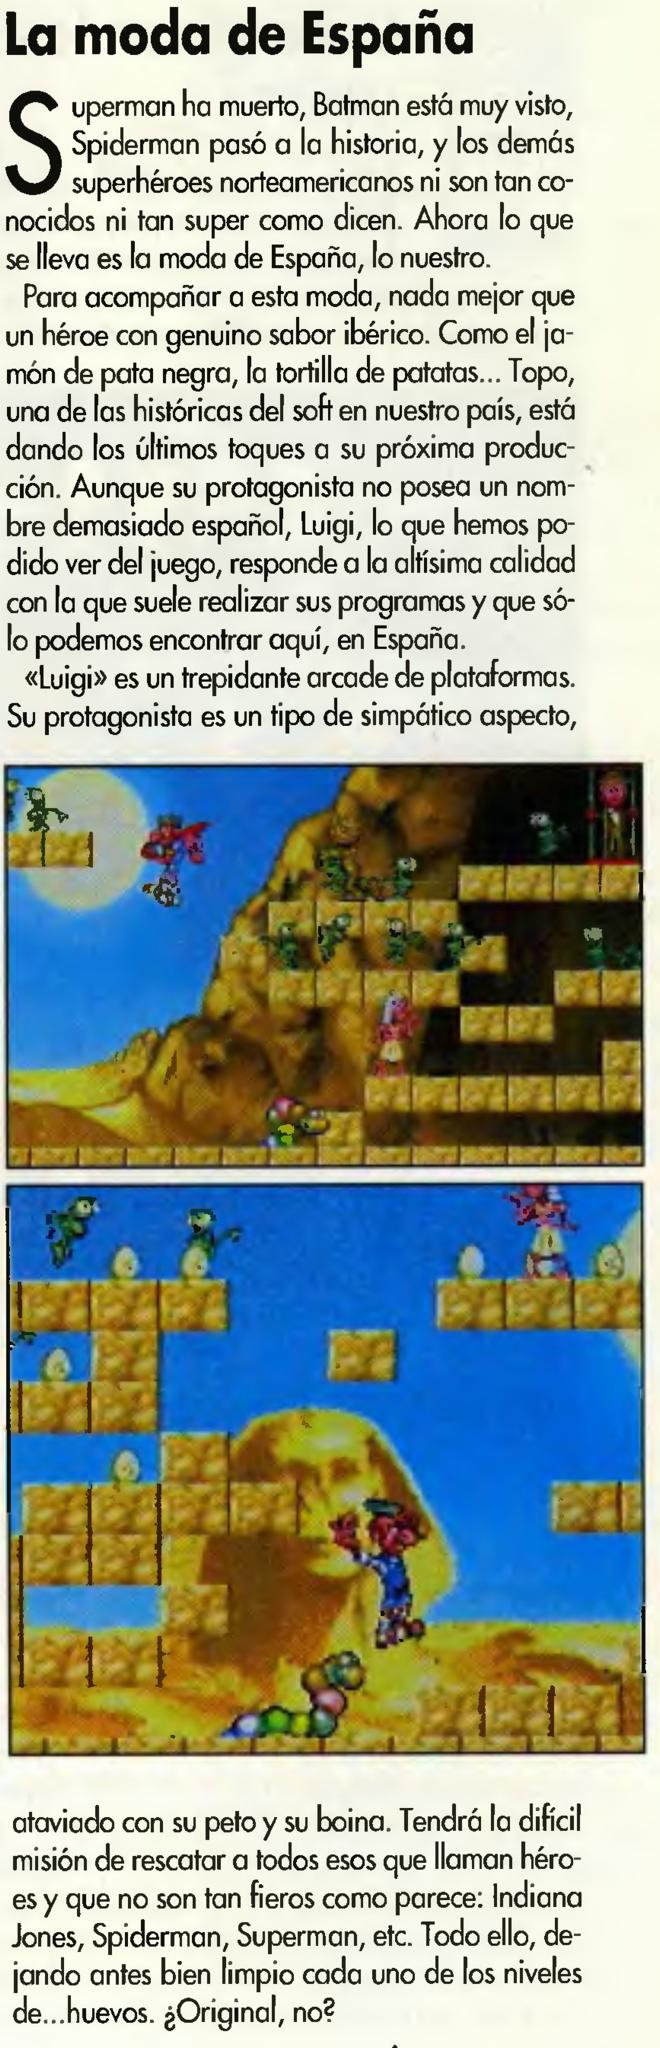 La moda de España
Superman ha muerto, Batman está muy visto,
Spiderman pasó a la historia, y los demás
superhéroes norteamericanos ni son tan co-
nocidos ni tan super como dicen. Ahora lo que
se lleva es la moda de España, lo nuestro.
Para acompañar a esta moda, nada mejor que
un héroe con genuino sabor ibérico. Como el ja-
món de pata negra, la tortilla de patatas... Topo,
una de las históricas del soft en nuestro país, está
dando los últimos toques a su próxima produc-
ción. Aunque su protagonista no posea un nom-
bre demasiado español, Luigi, lo que hemos po-
dido ver del juego, responde a la altísima calidad
con la que suele realizar sus programas y que só-
lo podemos encontrar aquí, en España.
«Luigi» es un trepidante arcade de plataformas.
Su protagonista es un tipo de simpático aspecto,
ataviado con su peto y su boina. Tendrá la difícil
misión de rescatar a todos esos que llaman héro-
es y que no son tan fieros como parece: Indiana
Jones, Spiderman, Superman, etc. Todo ello, de-
jando antes bien limpio cada uno de los niveles
de...huevos. ¿Original, no?